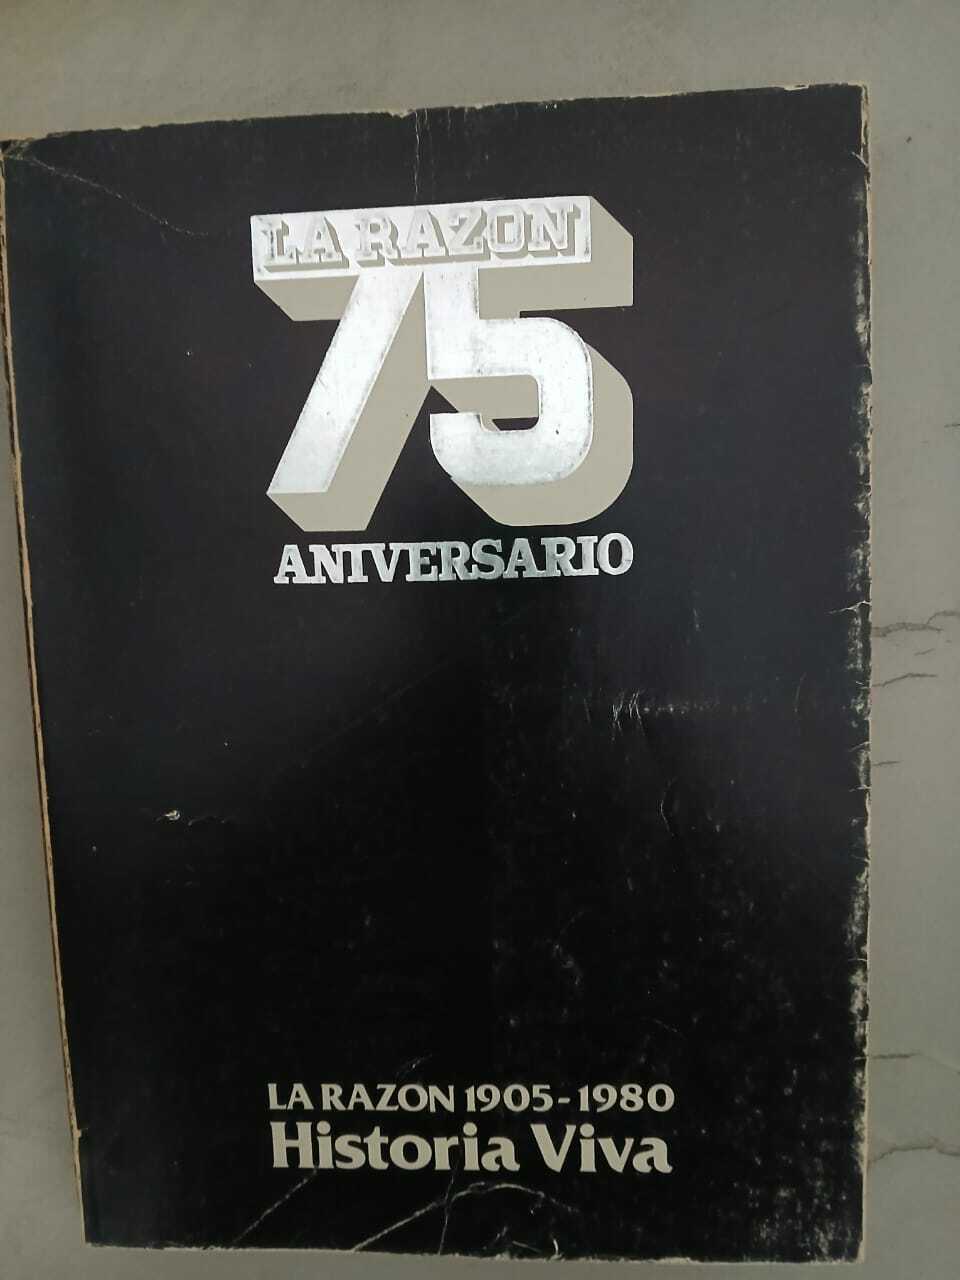 LA RAZON
75
ANIVERSARIO
LA RAZON 1905-1980
Historia Viva